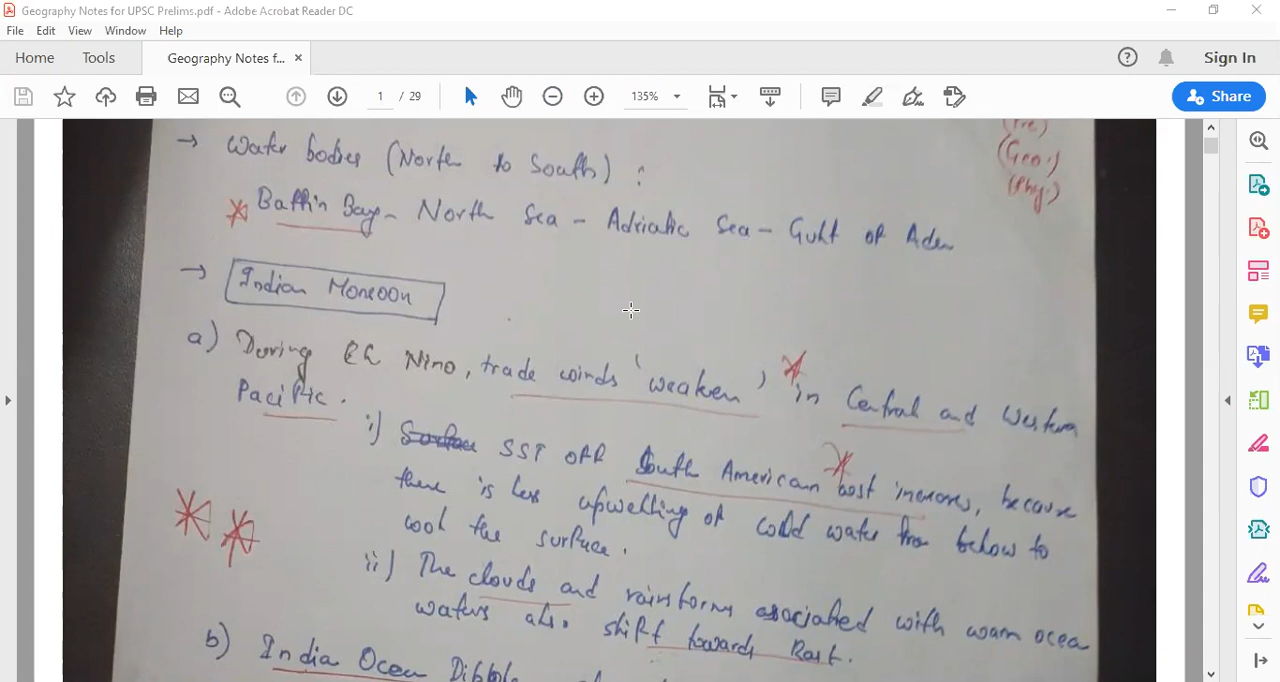 Geography Notes for UPSC Prelims.pdf - Adobe Acrobat Reader DC
File Edit View Window Help
Home Tools Geography Notes f... ×
Sign In
1 / 29
135%
Share
(Pre)
(Geo.)
(Phy.)
→ Water bodies (North to South) :
* Baffin Bay - North Sea - Adriatic Sea - Gulf of Aden
→ Indian Monsoon
a) During El Nino, trade winds 'weaken' * in Central and Western
Pacific.
i) SST off South American cost increases, because
there is less upwelling of cold water from below to
cool the surface.
ii) The clouds and rainstorms associated with warm ocean
waters also shift towards East.
b) India Ocean